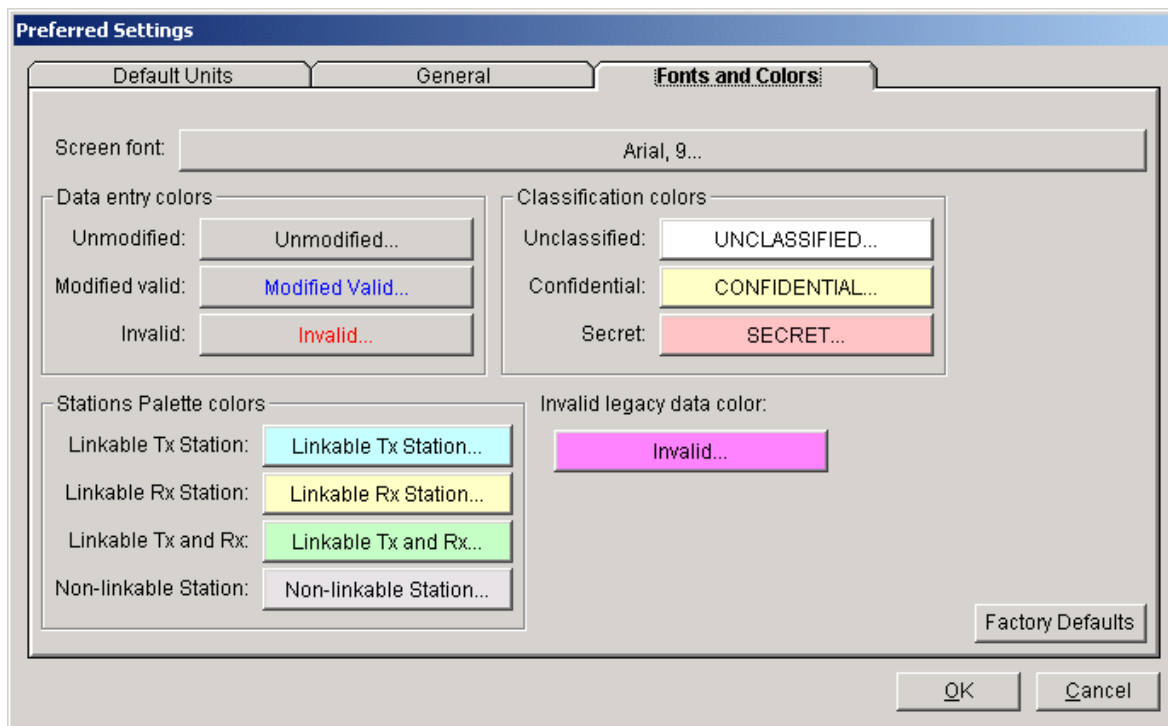 Preferred Settings
Default Units
General
Fonts and Colors
Screen font:
Arial, 9...
Data entry colors
Unmodified:
Unmodified...
Modified valid:
Modified Valid...
Invalid:
Invalid...
Classification colors
Unclassified:
UNCLASSIFIED...
Confidential:
CONFIDENTIAL...
Secret:
SECRET...
Stations Palette colors
Linkable Tx Station:
Linkable Tx Station...
Linkable Rx Station:
Linkable Rx Station...
Linkable Tx and Rx:
Linkable Tx and Rx...
Non-linkable Station:
Non-linkable Station...
Invalid legacy data color:
Invalid...
Factory Defaults
OK
Cancel